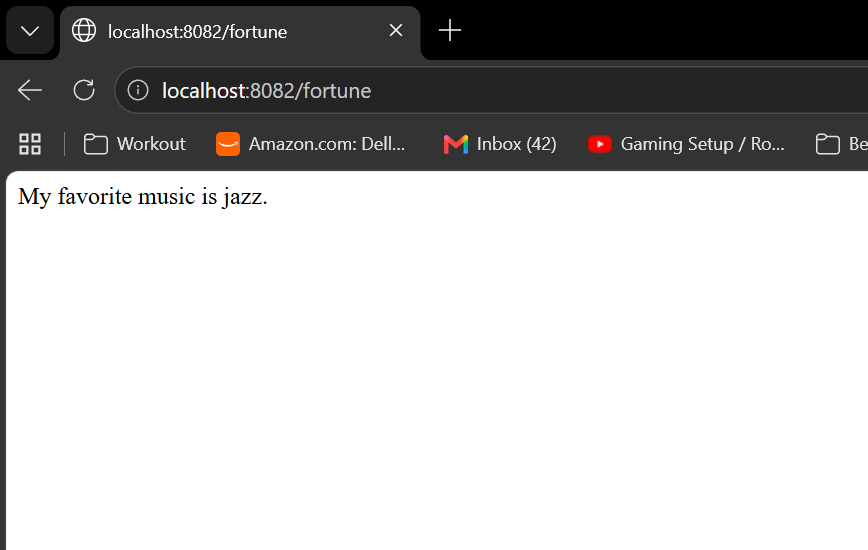 localhost:8082/fortune
localhost:8082/fortune
Workout Amazon.com: Dell... Inbox (42) Gaming Setup / Ro... Be
My favorite music is jazz.